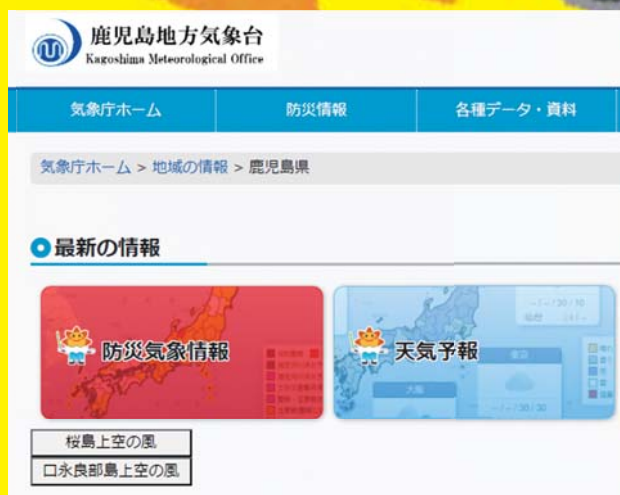 鹿児島地方気象台
Kagoshima Meteorological Office
気象庁ホーム
防災情報
各種データ・資料
気象庁ホーム > 地域の情報 > 鹿児島県
最新の情報
防災気象情報
天気予報
桜島上空の風
口永良部島上空の風